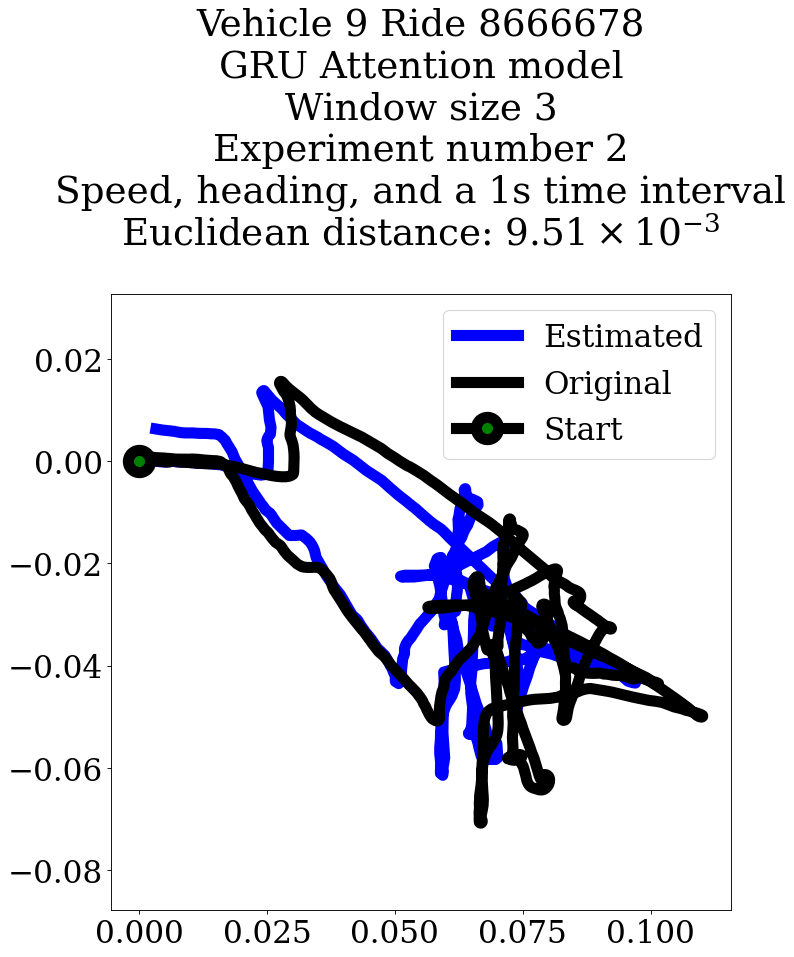 Vehicle 9 Ride 8666678
GRU Attention model
Window size 3
Experiment number 2
Speed, heading, and a 1s time interval
Euclidean distance: 9.51 × 10⁻³
Estimated
Original
Start
0.02
0.00
−0.02
−0.04
−0.06
−0.08
0.000 0.025 0.050 0.075 0.100